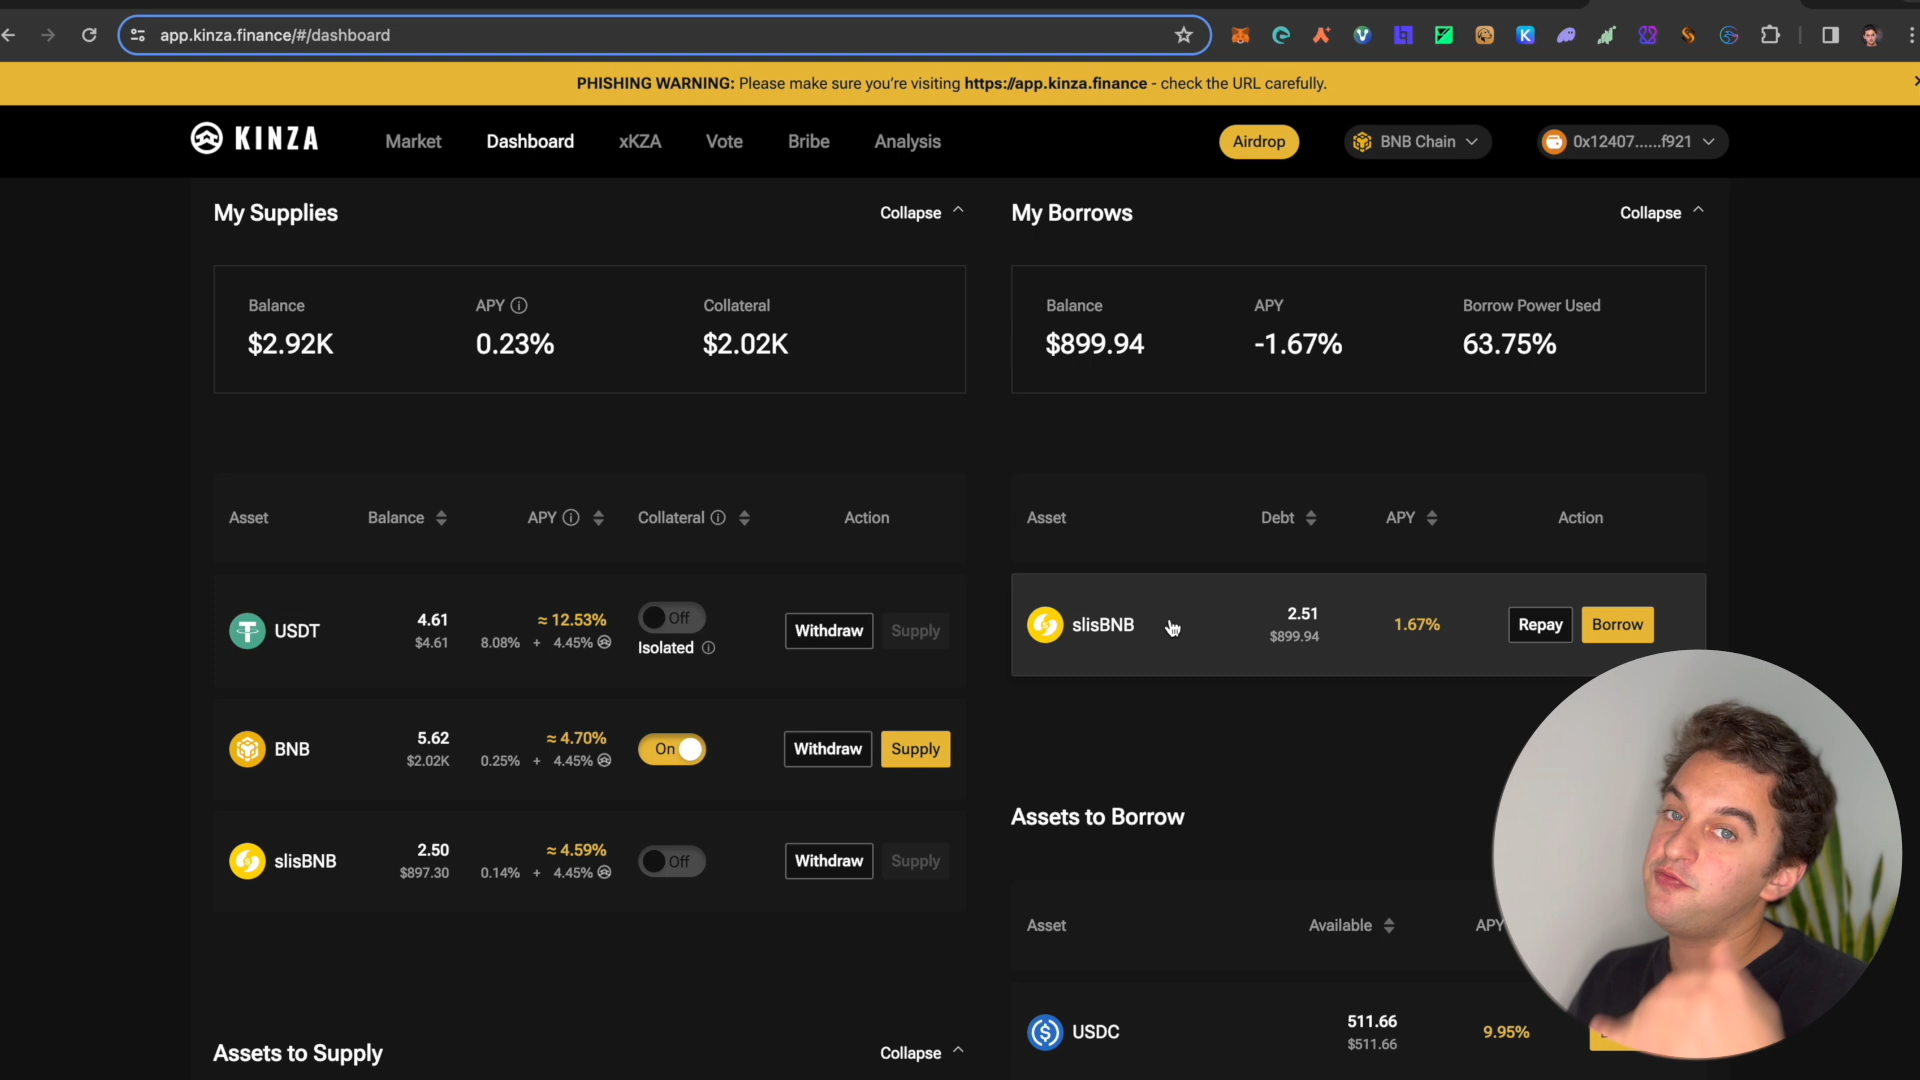 app.kinza.finance/#/dashboard
PHISHING WARNING: Please make sure you're visiting https://app.kinza.finance - check the URL carefully.
KINZA Market Dashboard xKZA Vote Bribe Analysis Airdrop BNB Chain 0x12407......f921
My Supplies Collapse
Balance APY Collateral
$2.92K 0.23% $2.02K
Asset Balance APY Collateral Action
USDT 4.61 ≈ 12.53% Off Withdraw Supply
$4.61 8.08% + 4.45% Isolated
BNB 5.62 ≈ 4.70% On Withdraw Supply
$2.02K 0.25% + 4.45%
slisBNB 2.50 ≈ 4.59% Off Withdraw Supply
$897.30 0.14% + 4.45%
Assets to Supply Collapse
My Borrows Collapse
Balance APY Borrow Power Used
$899.94 -1.67% 63.75%
Asset Debt APY Action
slisBNB 2.51 1.67% Repay Borrow
$899.94
Assets to Borrow
Asset Available APY
USDC 511.66 9.95%
$511.66